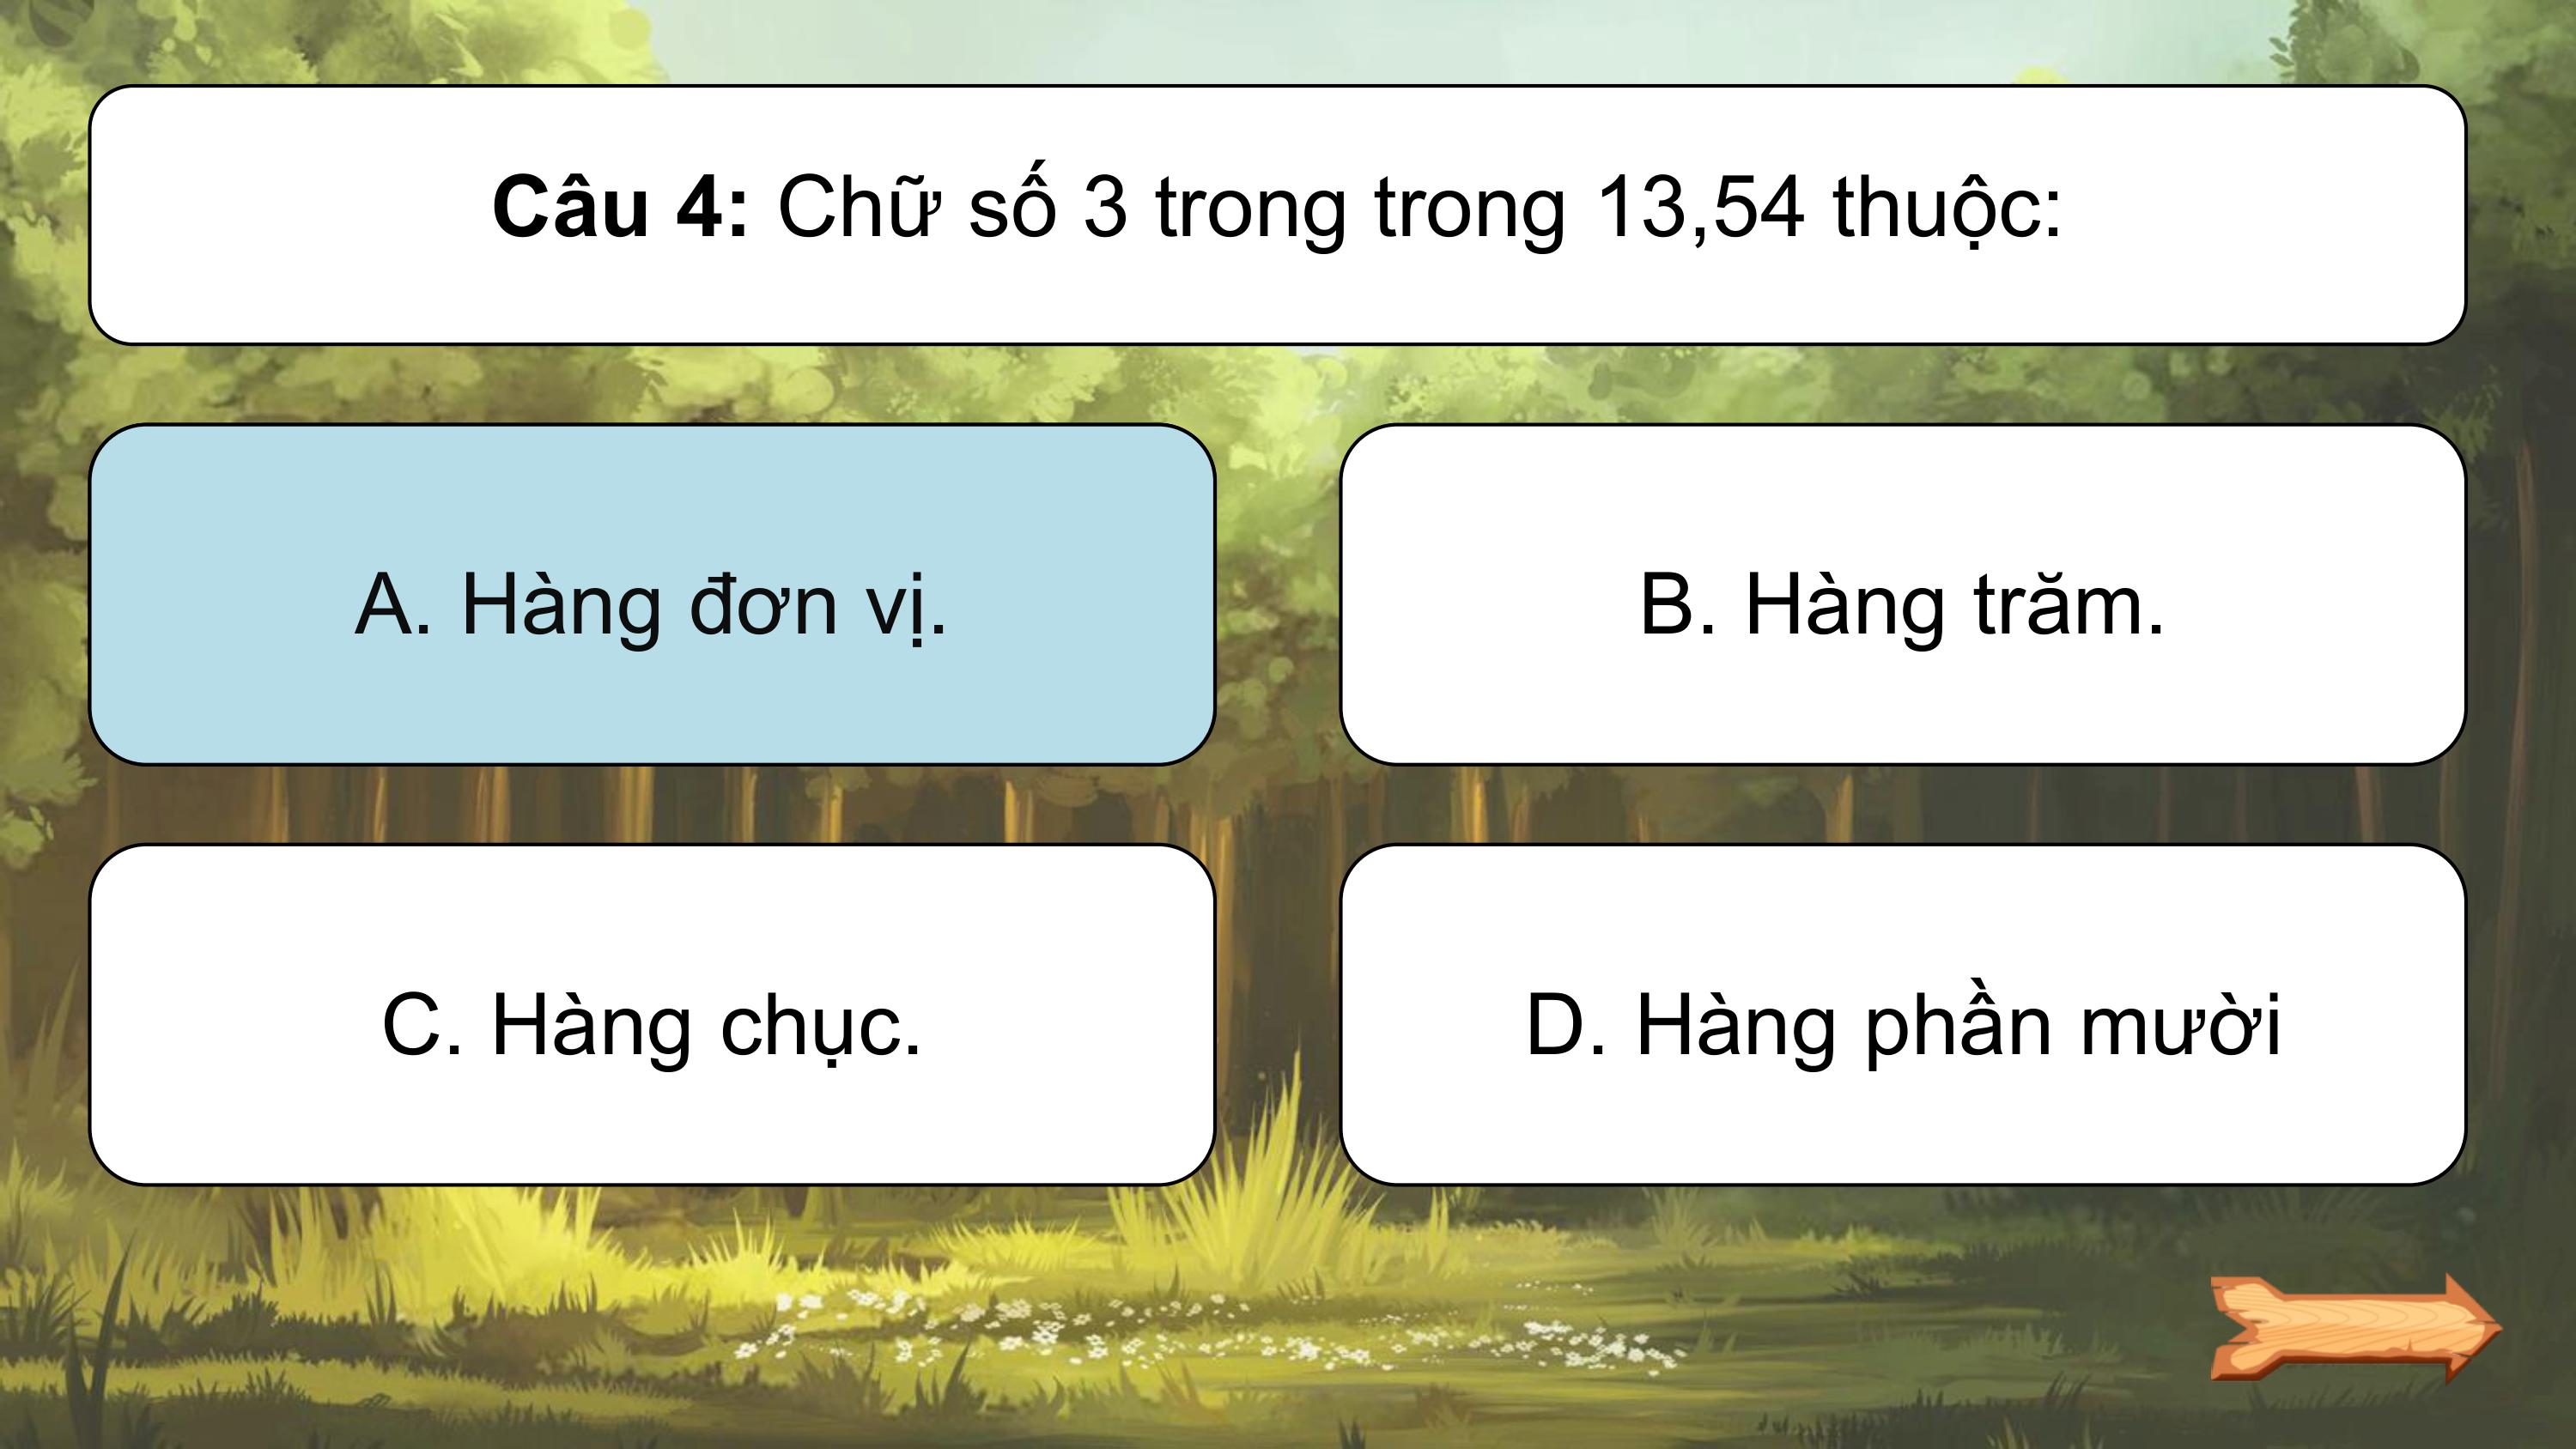 Câu 4: Chữ số 3 trong trong 13,54 thuộc:
A. Hàng đơn vị.
B. Hàng trăm.
C. Hàng chục.
D. Hàng phần mười